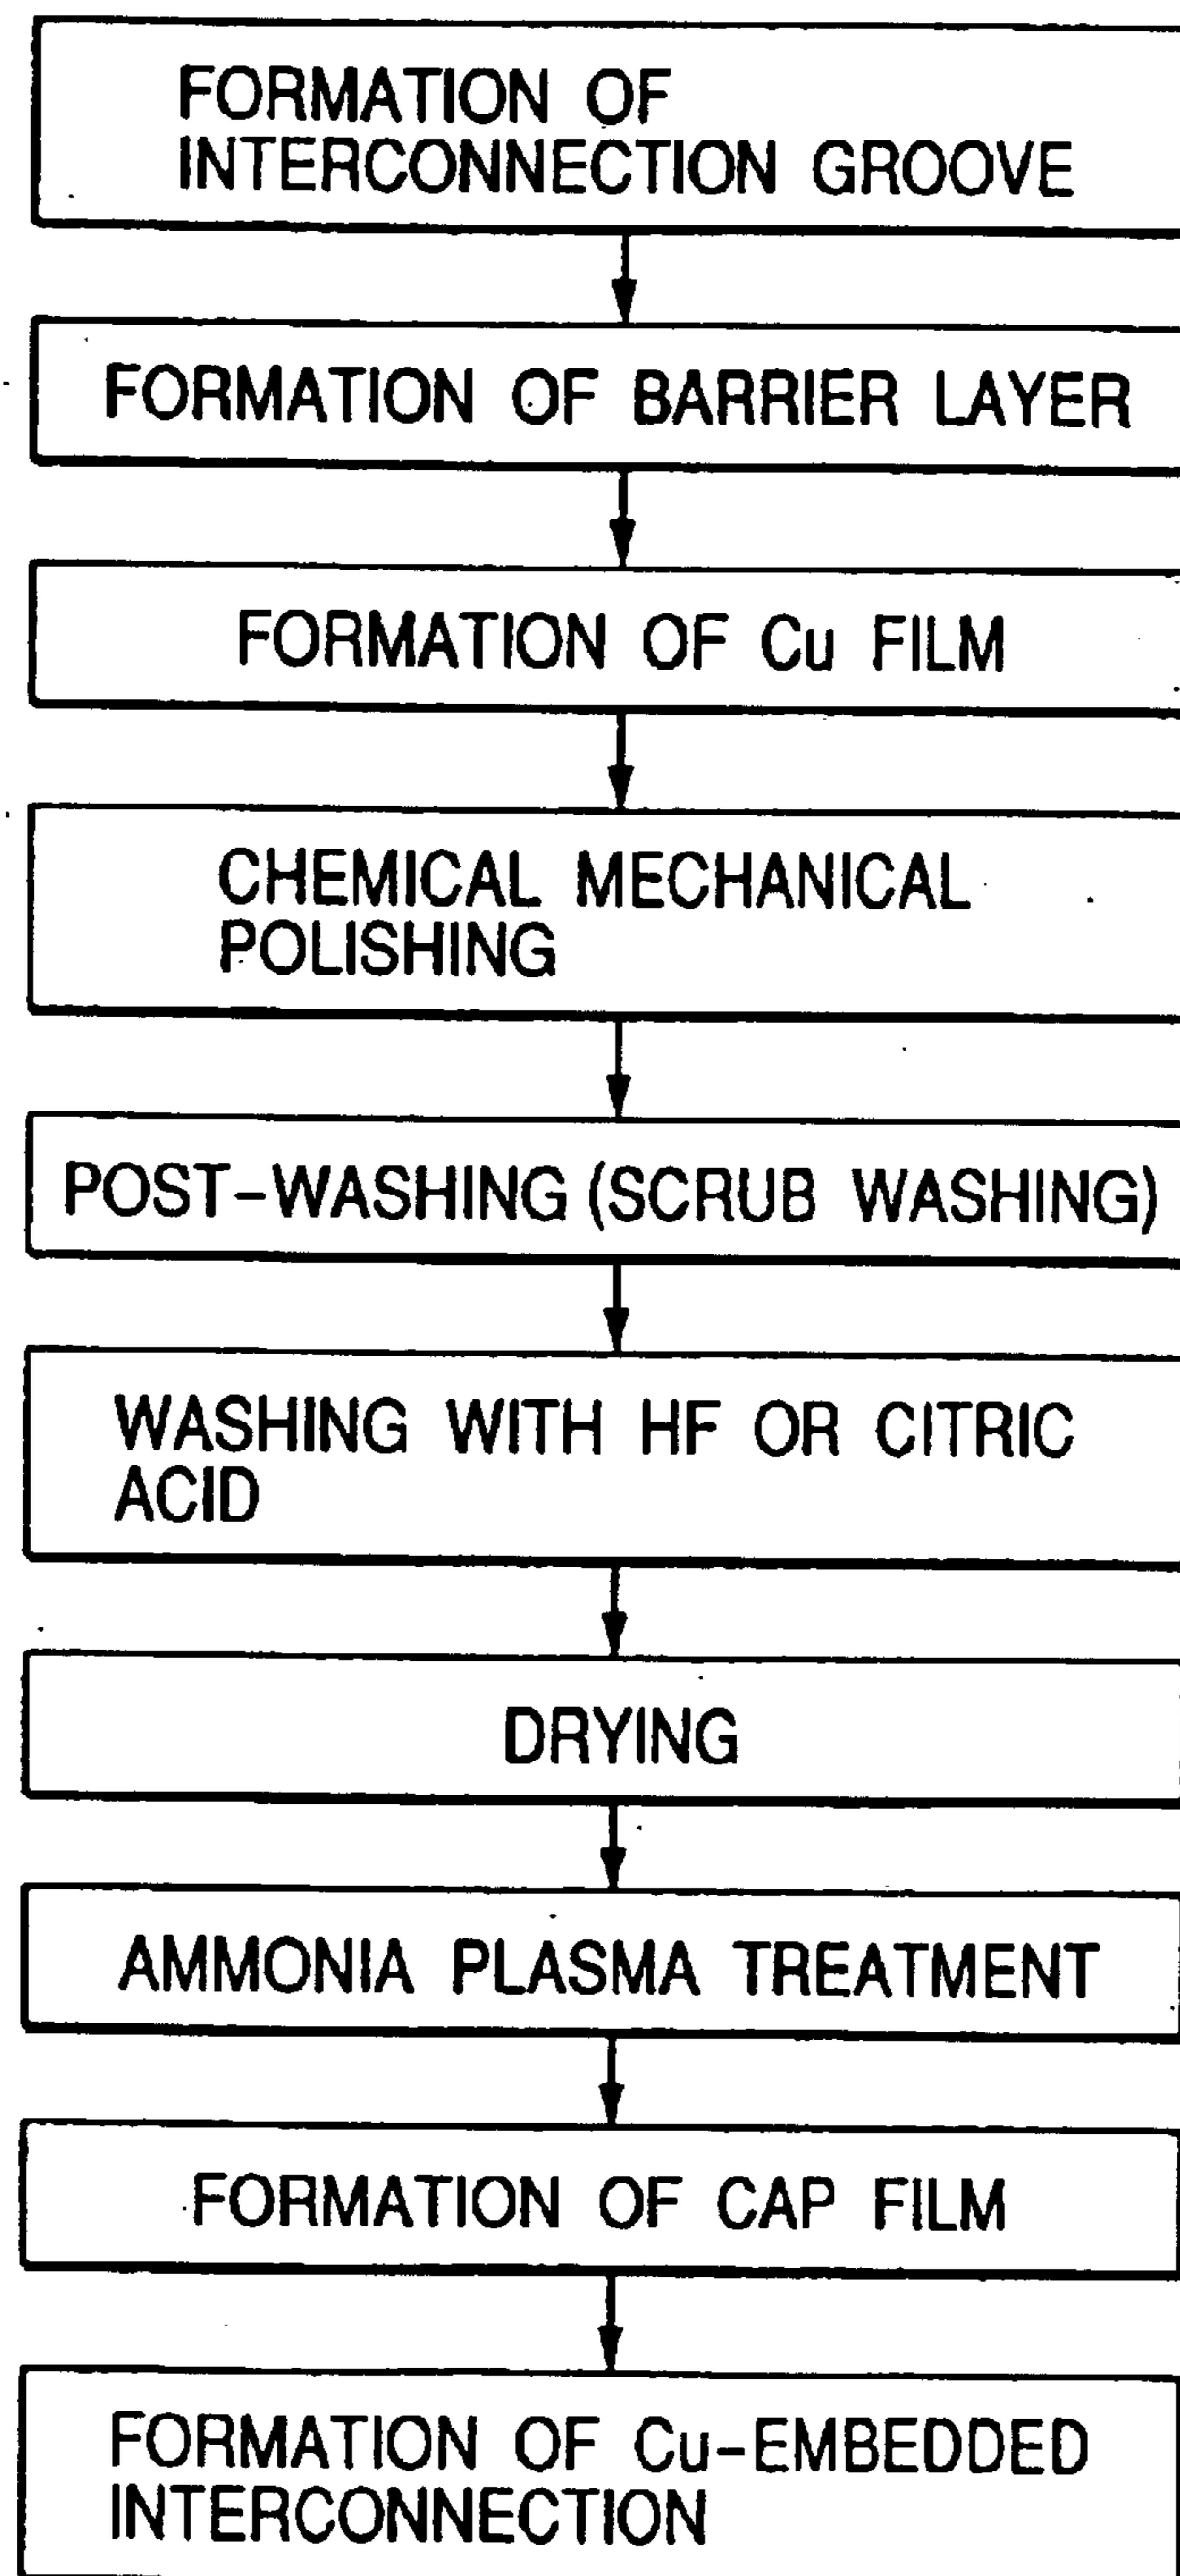 FORMATION OF
INTERCONNECTION GROOVE
FORMATION OF BARRIER LAYER
FORMATION OF Cu FILM
CHEMICAL MECHANICAL
POLISHING
POST-WASHING (SCRUB WASHING)
WASHING WITH HF OR CITRIC
ACID
DRYING
AMMONIA PLASMA TREATMENT
FORMATION OF CAP FILM
FORMATION OF Cu-EMBEDDED
INTERCONNECTION